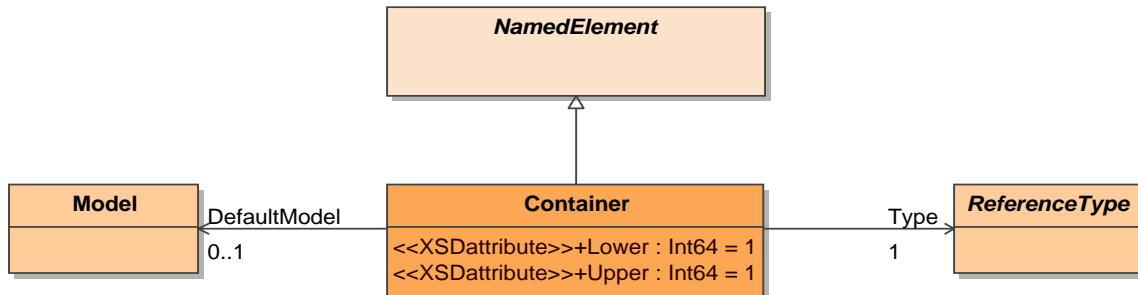 NamedElement
Model
DefaultModel
0..1
Container
<<XSDattribute>>+Lower : Int64 = 1
<<XSDattribute>>+Upper : Int64 = 1
Type
1
ReferenceType